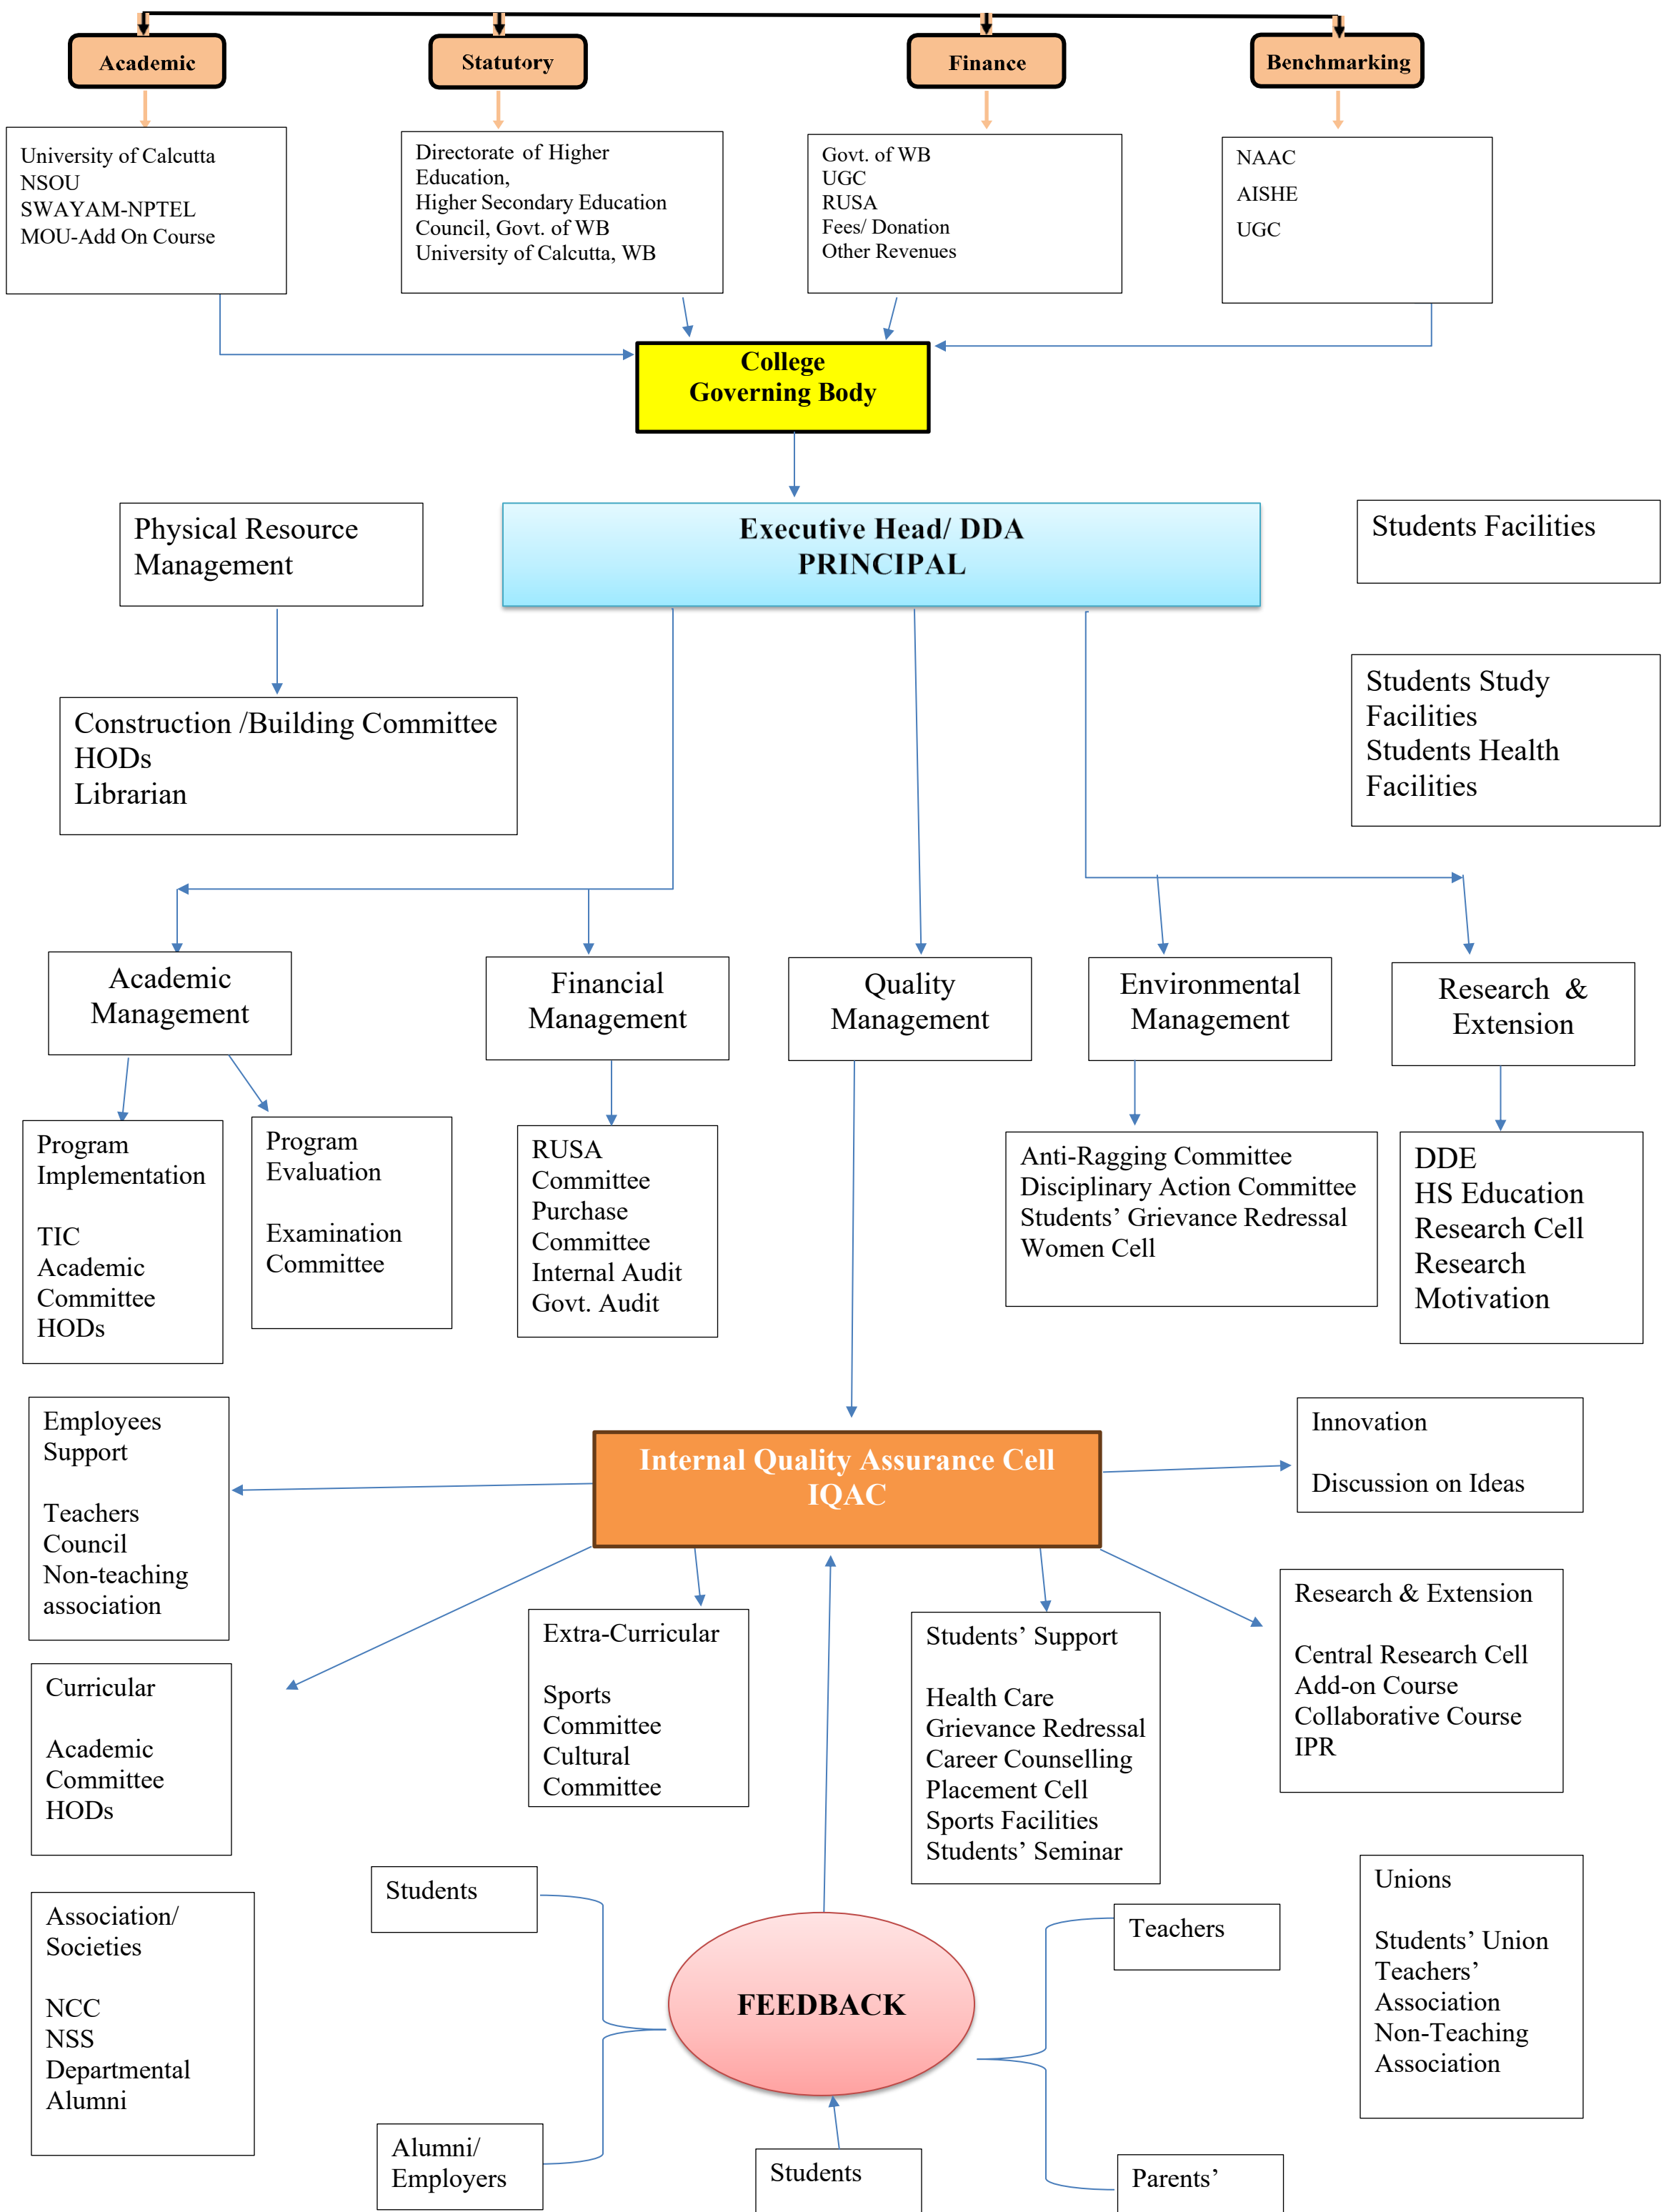 Academic
Statutory
Finance
Benchmarking
University of Calcutta
NSOU
SWAYAM-NPTEL
MOU-Add On Course
Directorate of Higher
Education,
Higher Secondary Education
Council, Govt. of WB
University of Calcutta, WB
Govt. of WB
UGC
RUSA
Fees/ Donation
Other Revenues
NAAC
AISHE
UGC
College
Governing Body
Physical Resource
Management
Executive Head/ DDA
PRINCIPAL
Students Facilities
Construction /Building Committee
HODs
Librarian
Students Study
Facilities
Students Health
Facilities
Academic
Management
Financial
Management
Quality
Management
Environmental
Management
Research &
Extension
Program
Implementation
TIC
Academic
Committee
HODs
Program
Evaluation
Examination
Committee
RUSA
Committee
Purchase
Committee
Internal Audit
Govt. Audit
Anti-Ragging Committee
Disciplinary Action Committee
Students’ Grievance Redressal
Women Cell
DDE
HS Education
Research Cell
Research
Motivation
Employees
Support
Teachers
Council
Non-teaching
association
Internal Quality Assurance Cell
IQAC
Innovation
Discussion on Ideas
Curricular
Academic
Committee
HODs
Extra-Curricular
Sports
Committee
Cultural
Committee
Students’ Support
Health Care
Grievance Redressal
Career Counselling
Placement Cell
Sports Facilities
Students’ Seminar
Research & Extension
Central Research Cell
Add-on Course
Collaborative Course
IPR
Association/
Societies
NCC
NSS
Departmental
Alumni
Students
FEEDBACK
Teachers
Unions
Students’ Union
Teachers’
Association
Non-Teaching
Association
Alumni/
Employers
Students
Parents’